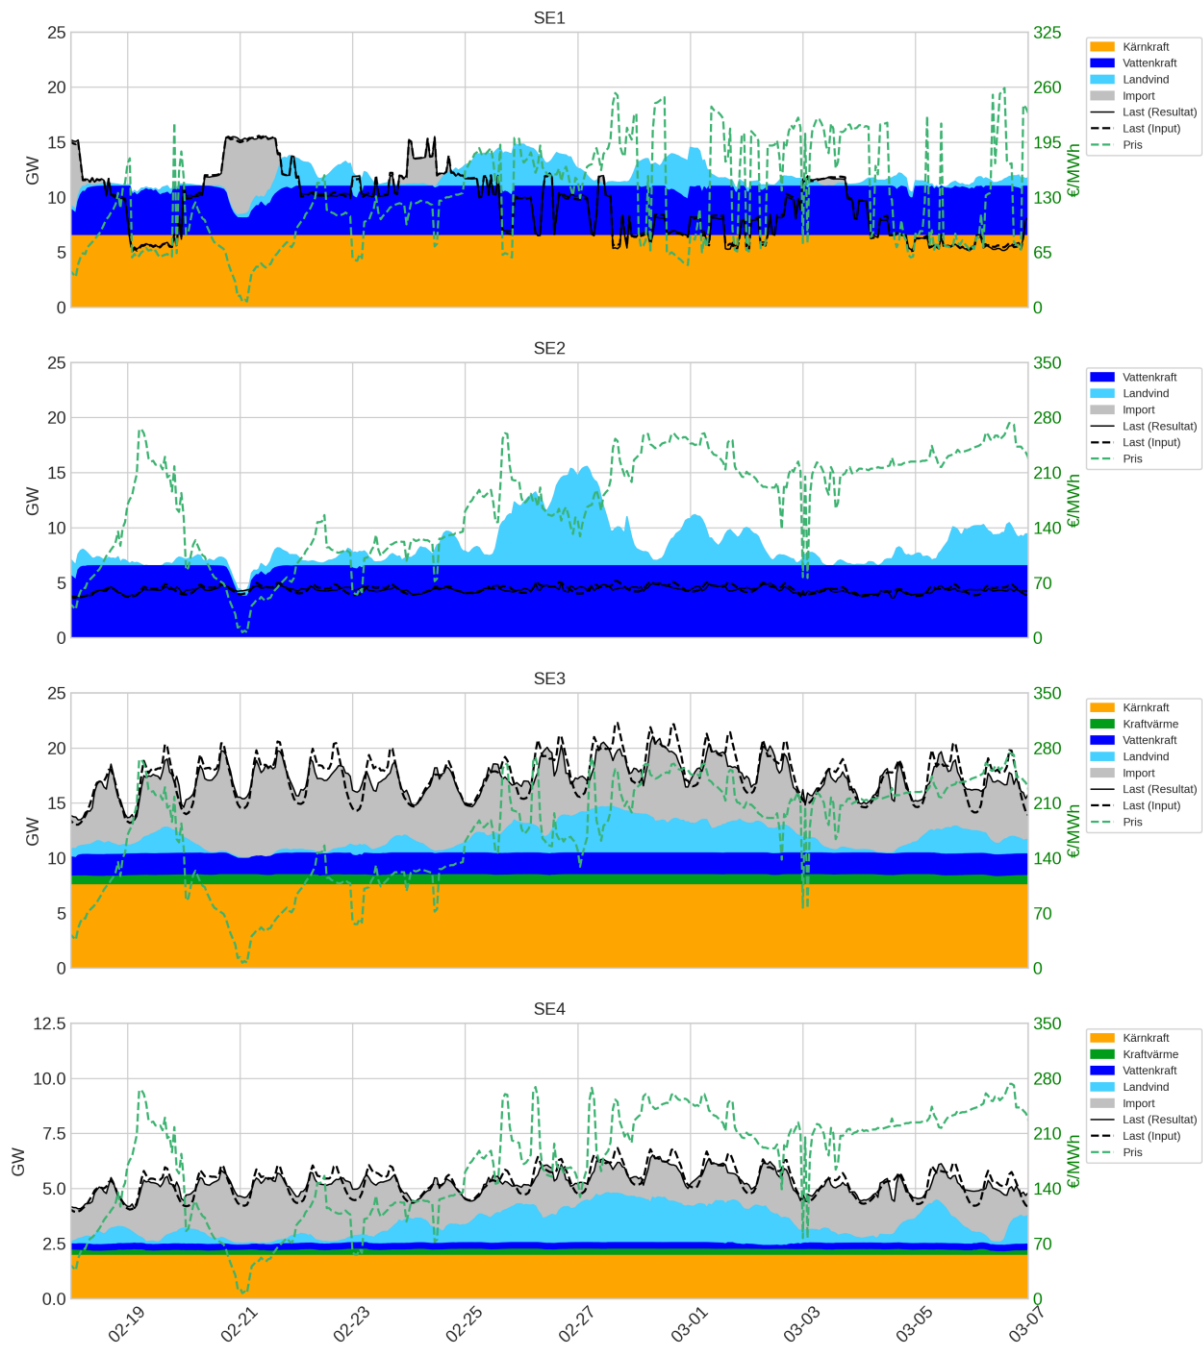 SE1
25
20
15
10
5
0
GW
325
260
195
130
65
0
€/MWh
Kärnkraft
Vattenkraft
Landvind
Import
Last (Resultat)
Last (Input)
Pris
SE2
25
20
15
10
5
0
GW
350
280
210
140
70
0
€/MWh
Vattenkraft
Landvind
Import
Last (Resultat)
Last (Input)
Pris
SE3
25
20
15
10
5
0
GW
350
280
210
140
70
0
€/MWh
Kärnkraft
Kraftvärme
Vattenkraft
Landvind
Import
Last (Resultat)
Last (Input)
Pris
SE4
12.5
10.0
7.5
5.0
2.5
0.0
GW
350
280
210
140
70
0
€/MWh
Kärnkraft
Kraftvärme
Vattenkraft
Landvind
Import
Last (Resultat)
Last (Input)
Pris
02-19
02-21
02-23
02-25
02-27
03-01
03-03
03-05
03-07